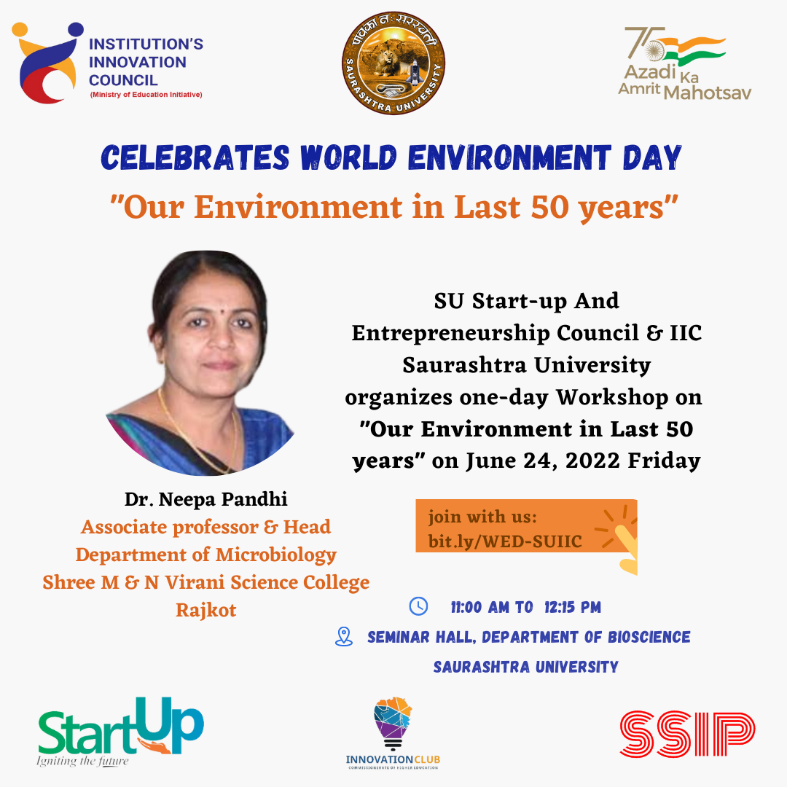 INSTITUTION'S
INNOVATION
COUNCIL
(Ministry of Education Initiative)
SAURASHTRA UNIVERSITY
75
Azadi Ka
Amrit Mahotsav
CELEBRATES WORLD ENVIRONMENT DAY
"Our Environment in Last 50 years"
SU Start-up And
Entrepreneurship Council & IIC
Saurashtra University
organizes one-day Workshop on
"Our Environment in Last 50
years" on June 24, 2022 Friday
Dr. Neepa Pandhi
Associate professor & Head
Department of Microbiology
Shree M & N Virani Science College
Rajkot
join with us:
bit.ly/WED-SUIIC
11:00 AM TO 12:15 PM
SEMINAR HALL, DEPARTMENT OF BIOSCIENCE
SAURASHTRA UNIVERSITY
StartUp
Igniting the future
INNOVATION CLUB
COMMISSIONERATE OF HIGHER EDUCATION
SSIP